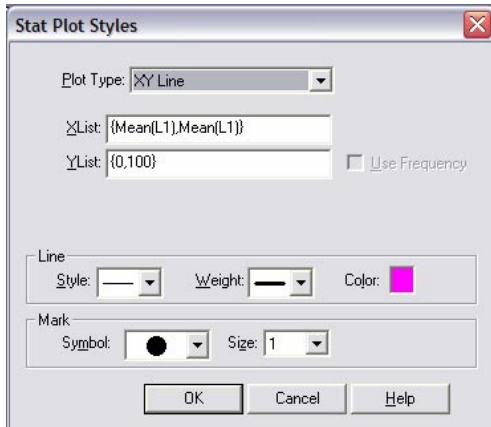 Stat Plot Styles
Plot Type: XY Line
XList: {Mean(L1),Mean(L1)}
YList: {0,100}
Use Frequency
Line
Style:
Weight:
Color:
Mark
Symbol:
Size: 1
OK
Cancel
Help